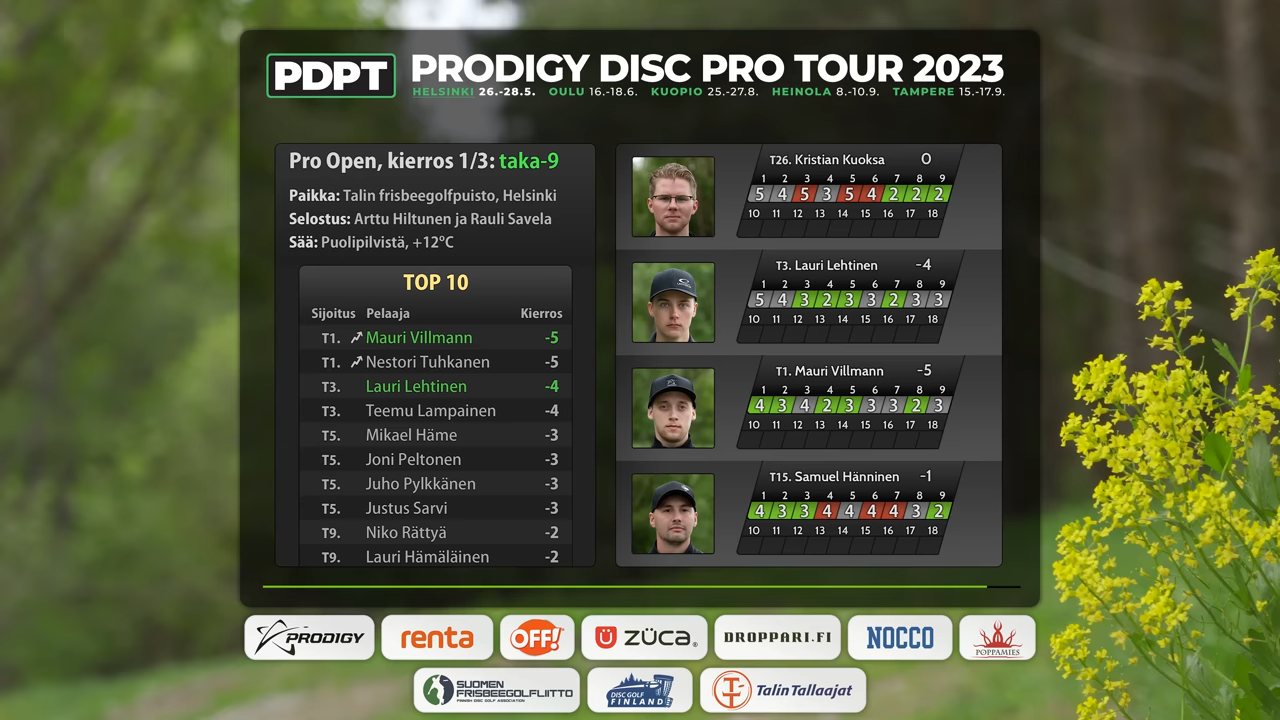 PDPT PRODIGY DISC PRO TOUR 2023
HELSINKI 26.-28.5. OULU 16.-18.6. KUOPIO 25.-27.8. HEINOLA 8.-10.9. TAMPERE 15.-17.9.
Pro Open, kierros 1/3: taka-9
Paikka: Talin frisbeegolfpuisto, Helsinki
Selostus: Arttu Hiltunen ja Rauli Savela
Sää: Puolipilvistä, +12°C
TOP 10
Sijoitus Pelaaja Kierros
T1. Mauri Villmann -5
T1. Nestori Tuhkanen -5
T3. Lauri Lehtinen -4
T3. Teemu Lampainen -4
T5. Mikael Häme -3
T5. Joni Peltonen -3
T5. Juho Pylkkänen -3
T5. Justus Sarvi -3
T9. Niko Rättyä -2
T9. Lauri Hämäläinen -2
T26. Kristian Kuoksa 0
1 2 3 4 5 6 7 8 9
5 4 5 3 5 4 2 2 2
10 11 12 13 14 15 16 17 18
T3. Lauri Lehtinen -4
1 2 3 4 5 6 7 8 9
5 4 3 2 3 3 2 3 3
10 11 12 13 14 15 16 17 18
T1. Mauri Villmann -5
1 2 3 4 5 6 7 8 9
4 3 4 2 3 3 3 2 3
10 11 12 13 14 15 16 17 18
T15. Samuel Hänninen -1
1 2 3 4 5 6 7 8 9
4 3 3 4 4 4 4 3 2
10 11 12 13 14 15 16 17 18
PRODIGY renta OFF! ZÜCA® DROPPARI.FI NOCCO POPPAMIES
SUOMEN
FRISBEEGOLFLIITTO
FINNISH DISC GOLF ASSOCIATION
DISC GOLF
FINLAND
Talin Tallaajat